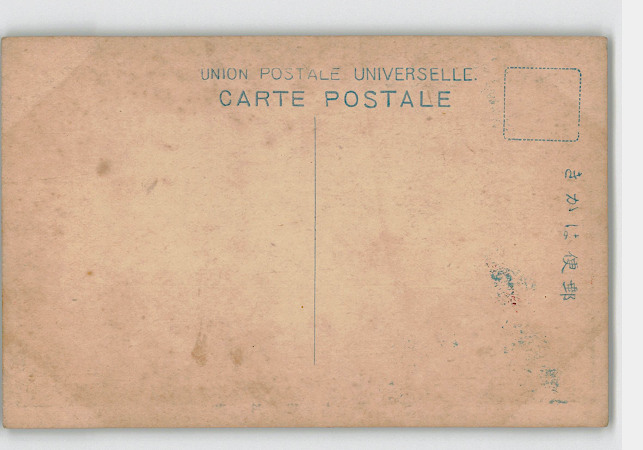 UNION POSTALE UNIVERSELLE.
CARTE POSTALE
郵便はかき